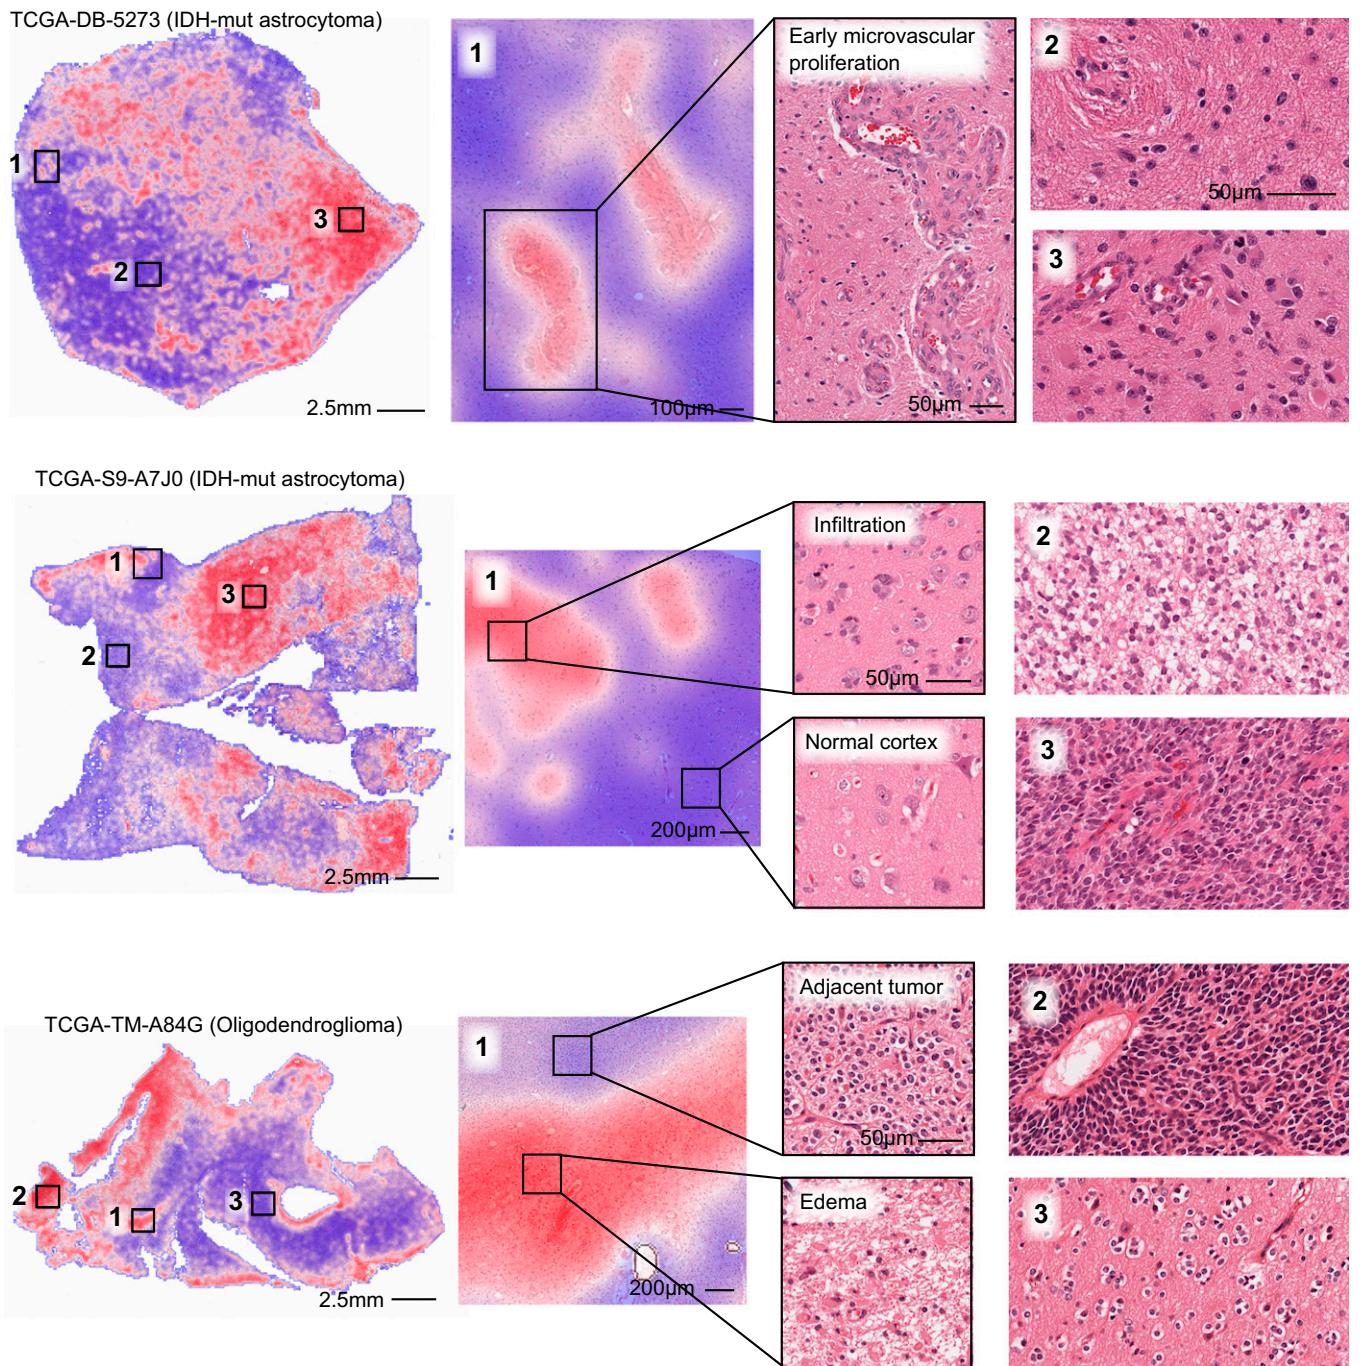 TCGA-DB-5273 (IDH-mut astrocytoma)
1
2
3
2.5mm
1
100µm
Early microvascular
proliferation
50µm
2
50µm
3
TCGA-S9-A7J0 (IDH-mut astrocytoma)
1
3
2
2.5mm
1
200µm
Infiltration
50µm
Normal cortex
2
3
TCGA-TM-A84G (Oligodendroglioma)
2
1
3
2.5mm
1
200µm
Adjacent tumor
50µm
Edema
2
3